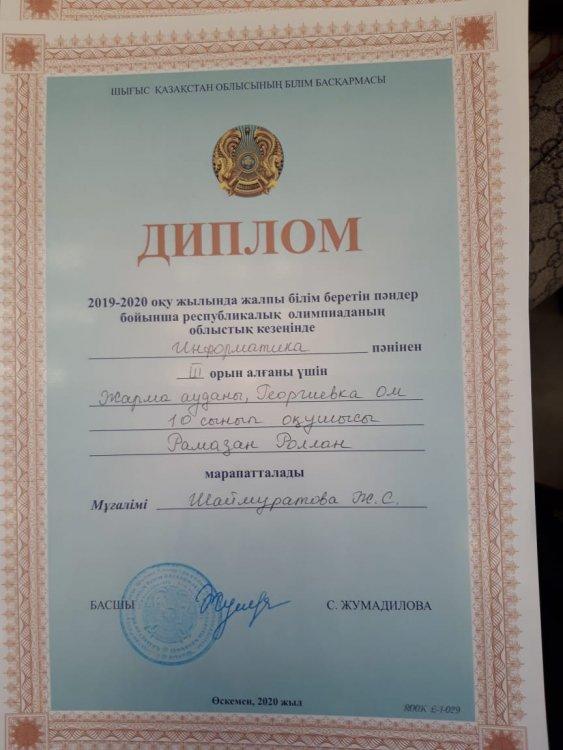 ШЫҒЫС ҚАЗАҚСТАН ОБЛЫСЫНЫҢ БІЛІМ БАСҚАРМАСЫ
ДИПЛОМ
2019-2020 оқу жылында жалпы білім беретін пәндер
бойынша республикалық олимпиаданың
облыстық кезеңінде
Информатика пәнінен
III орын алғаны үшін
Жарма ауданы, Георгиевка ОМ
10 сынып оқушысы
Рамазан Роллан
марапатталады
Мұғалімі Шаймуратова Ж.С.
БАСШЫ С. ЖУМАДИЛОВА
Өскемен, 2020 жыл